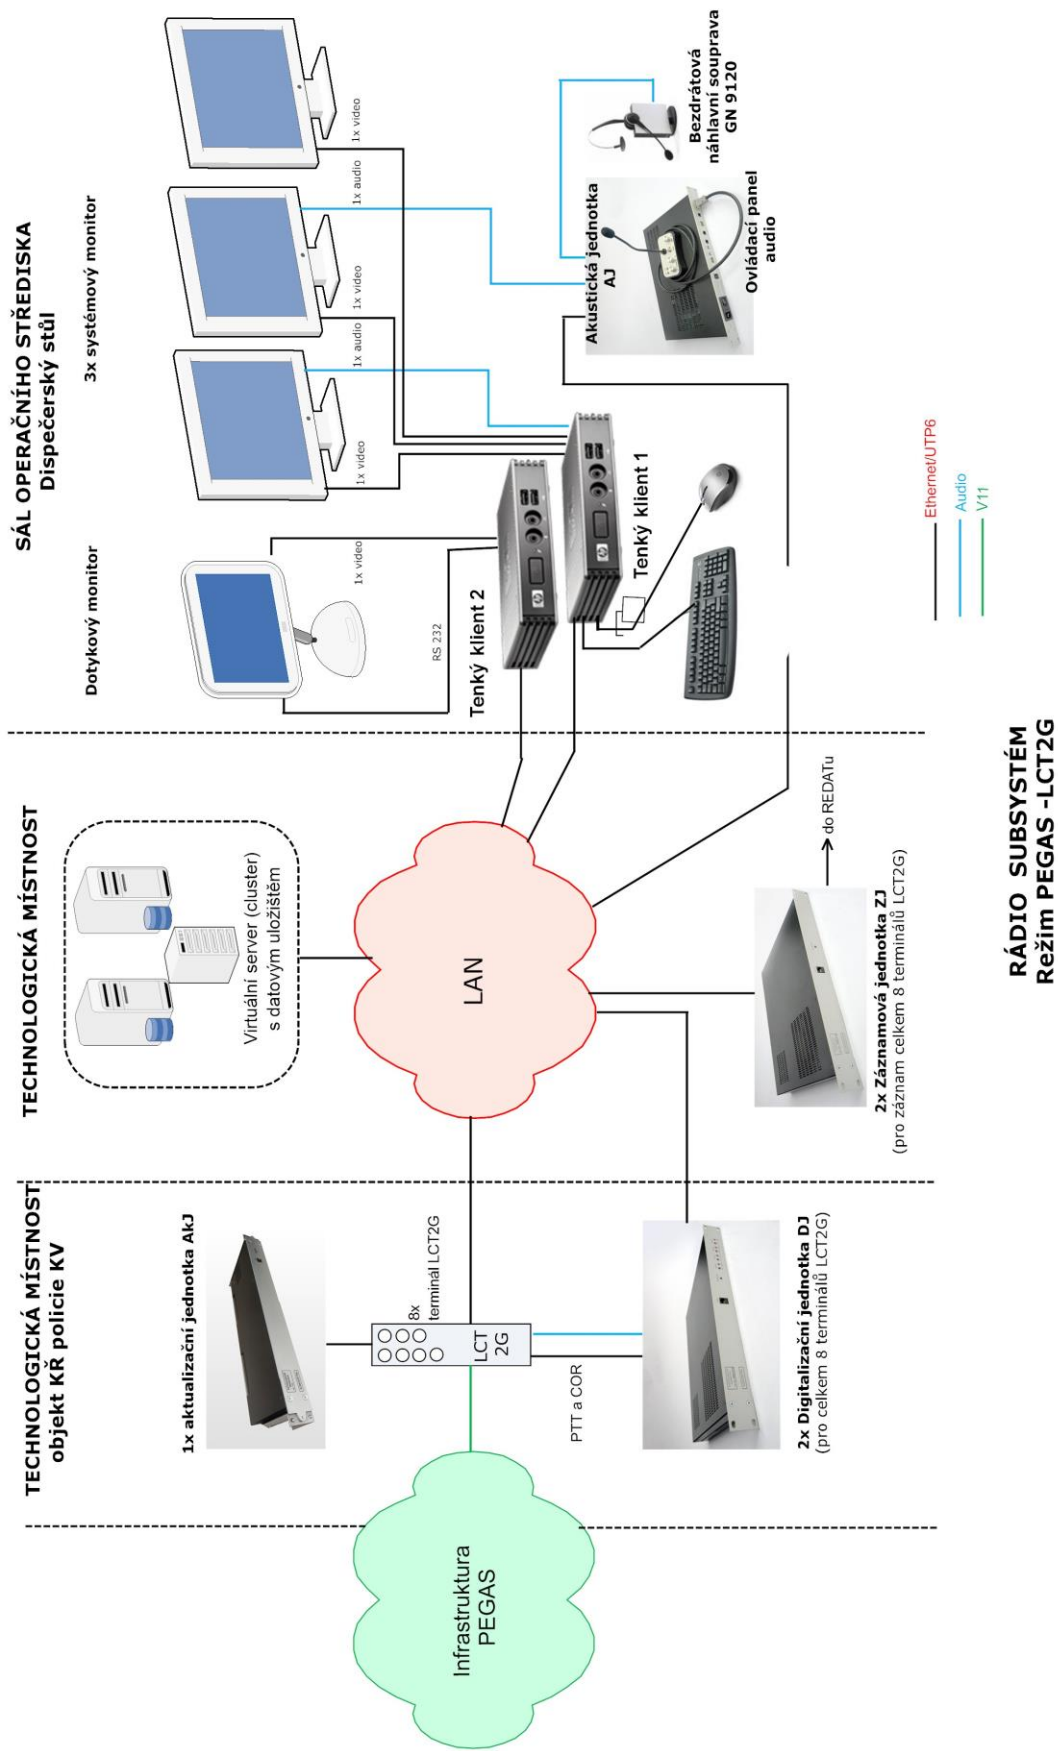 TECHNOLOGICKÁ MÍSTNOST
objekt KŘ policie KV
TECHNOLOGICKÁ MÍSTNOST
SÁL OPERAČNÍHO STŘEDISKA
Dispečerský stůl
Infrastruktura
PEGAS
1x aktualizační jednotka AkJ
8x
terminál LCT2G
LCT
2G
PTT a COR
2x Digitalizační jednotka DJ
(pro celkem 8 terminálů LCT2G)
Virtuální server (cluster)
s datovým uložištěm
LAN
do REDATu
2x Záznamová jednotka ZJ
(pro záznam celkem 8 terminálů LCT2G)
Dotykový monitor
3x systémový monitor
1x video
RS 232
1x video
1x audio
1x video
1x audio
1x video
Tenký klient 2
Tenký klient 1
Akustická jednotka
AJ
Ovládací panel
audio
Bezdrátová
náhlavní souprava
GN 9120
Ethernet/UTP6
Audio
V11
RÁDIO SUBSYSTÉM
Režim PEGAS -LCT2G